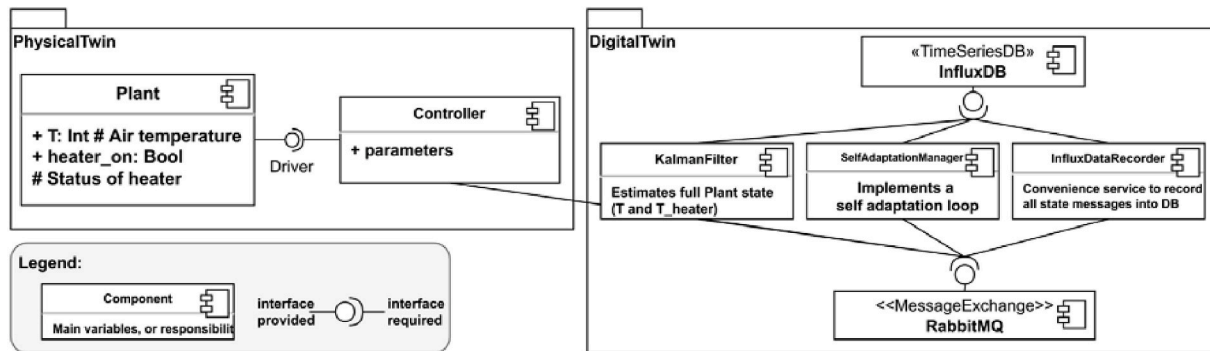 PhysicalTwin
Plant
+ T: Int # Air temperature
+ heater_on: Bool
# Status of heater
Driver
Controller
+ parameters
Legend:
Component
Main variables, or responsibilit
interface
provided
interface
required
DigitalTwin
«TimeSeriesDB»
InfluxDB
KalmanFilter
Estimates full Plant state
(T and T_heater)
SelfAdaptationManager
Implements a
self adaptation loop
InfluxDataRecorder
Convenience service to record
all state messages into DB
<<MessageExchange>>
RabbitMQ